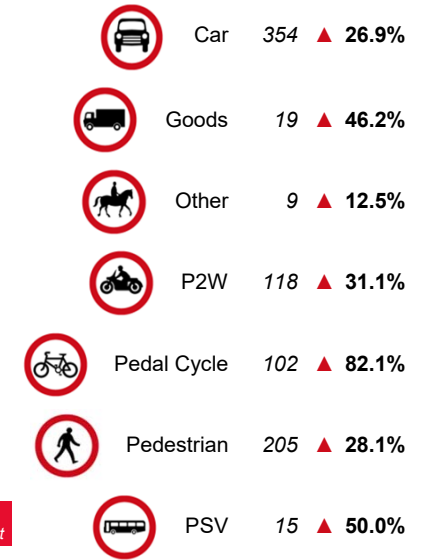 Car 354 ▲ 26.9%
Goods 19 ▲ 46.2%
Other 9 ▲ 12.5%
P2W 118 ▲ 31.1%
Pedal Cycle 102 ▲ 82.1%
Pedestrian 205 ▲ 28.1%
PSV 15 ▲ 50.0%